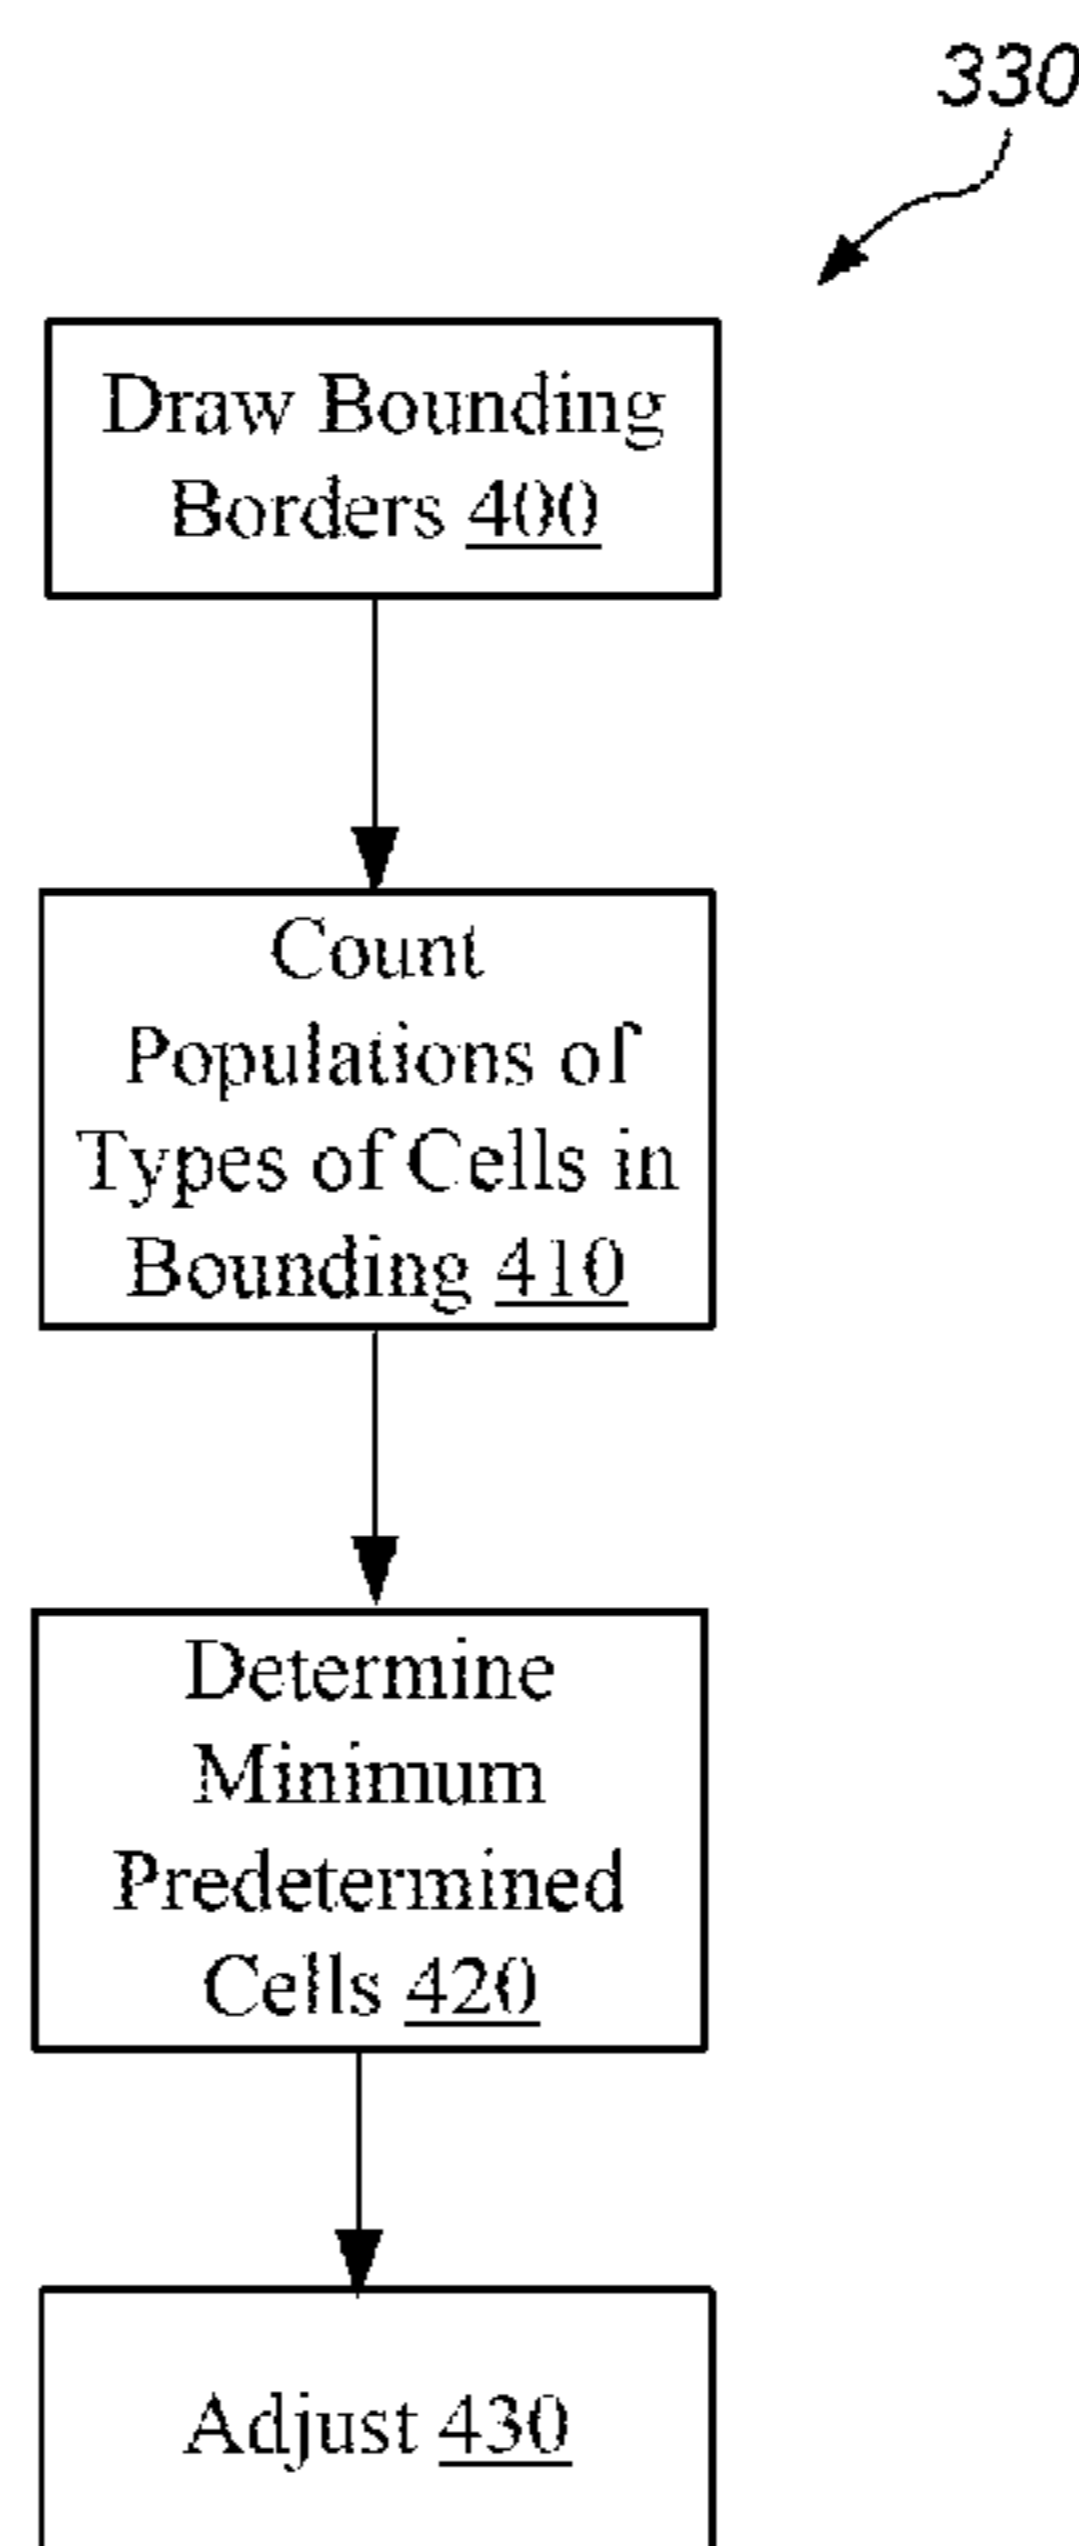 330
Draw Bounding
Borders 400
Count
Populations of
Types of Cells in
Bounding 410
Determine
Minimum
Predetermined
Cells 420
Adjust 430